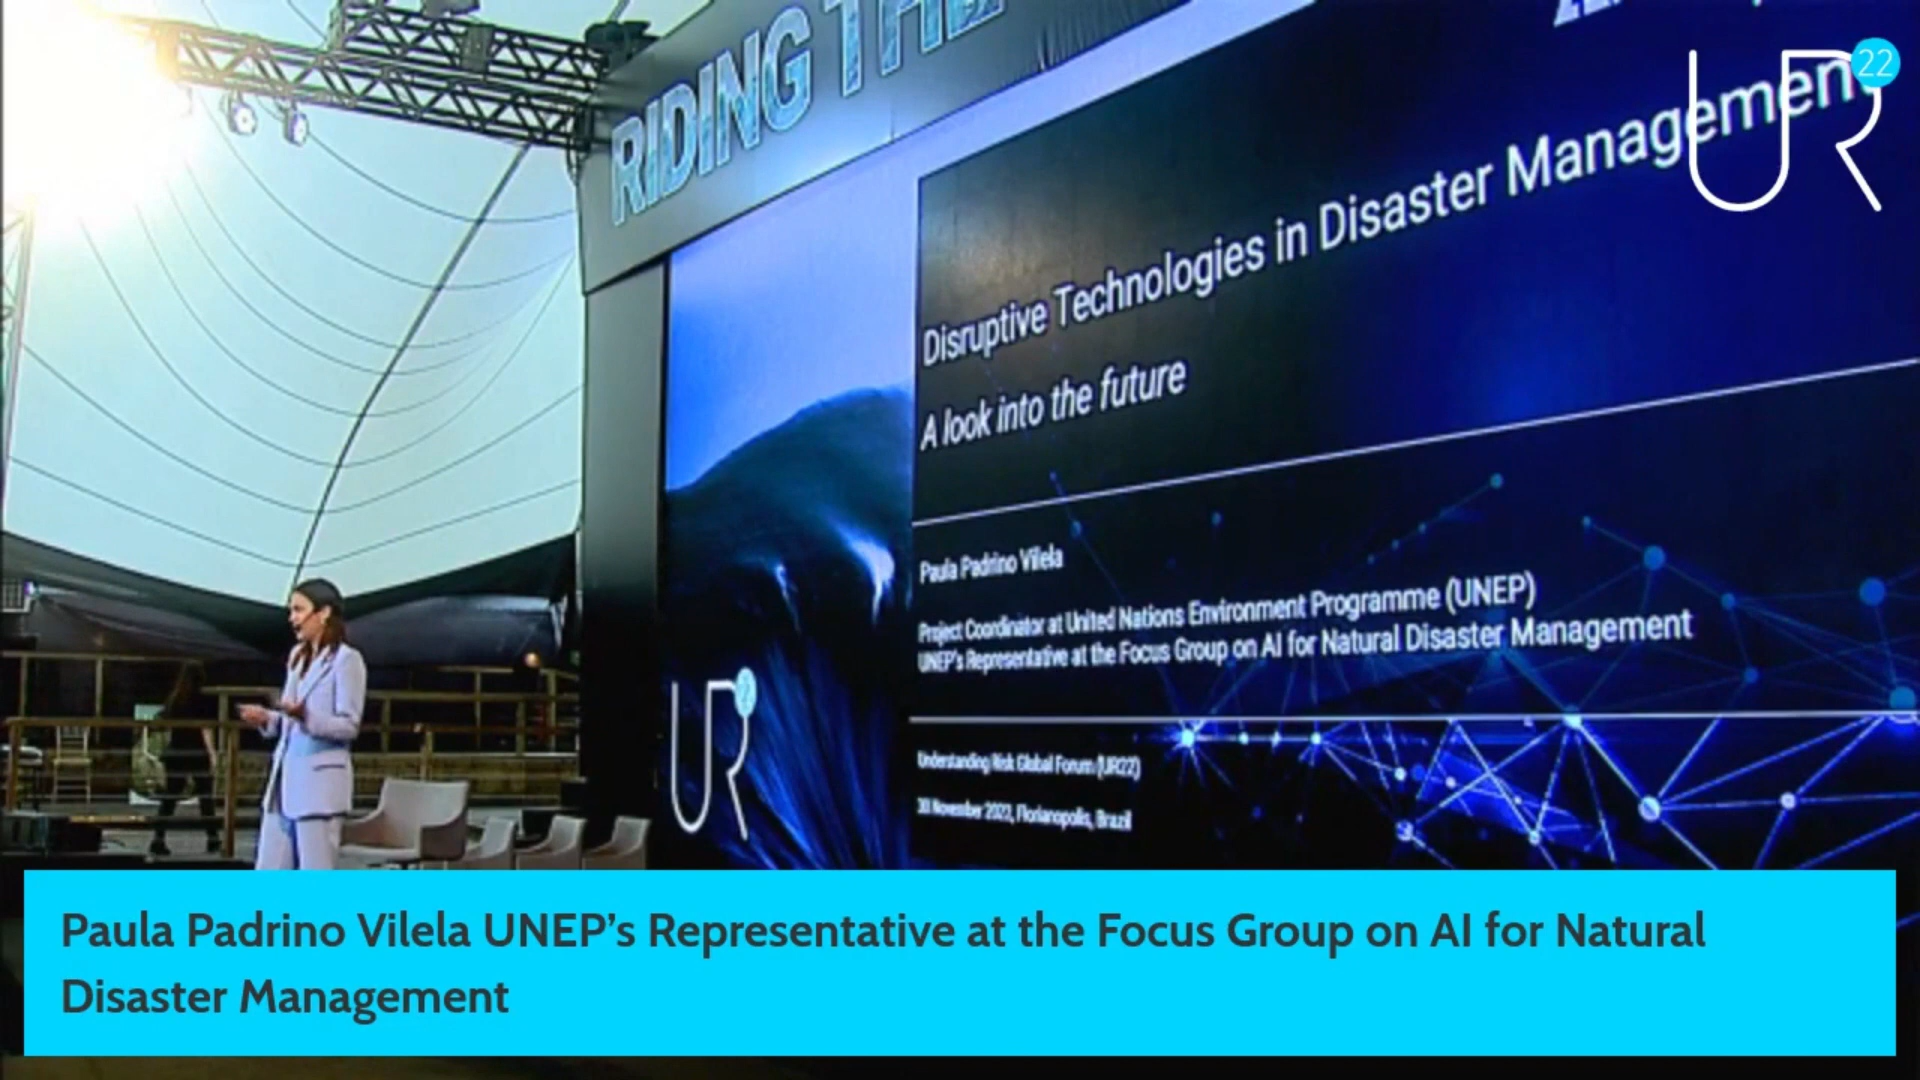 RIDING THE
UR22
Disruptive Technologies in Disaster Management
A look into the future
Paula Padrino Vilela
Project Coordinator at United Nations Environment Programme (UNEP)
UNEP's Representative at the Focus Group on AI for Natural Disaster Management
UR2
Understanding Risk Global Forum (UR22)
30 November 2022, Florianopolis, Brazil
Paula Padrino Vilela UNEP’s Representative at the Focus Group on AI for Natural
Disaster Management